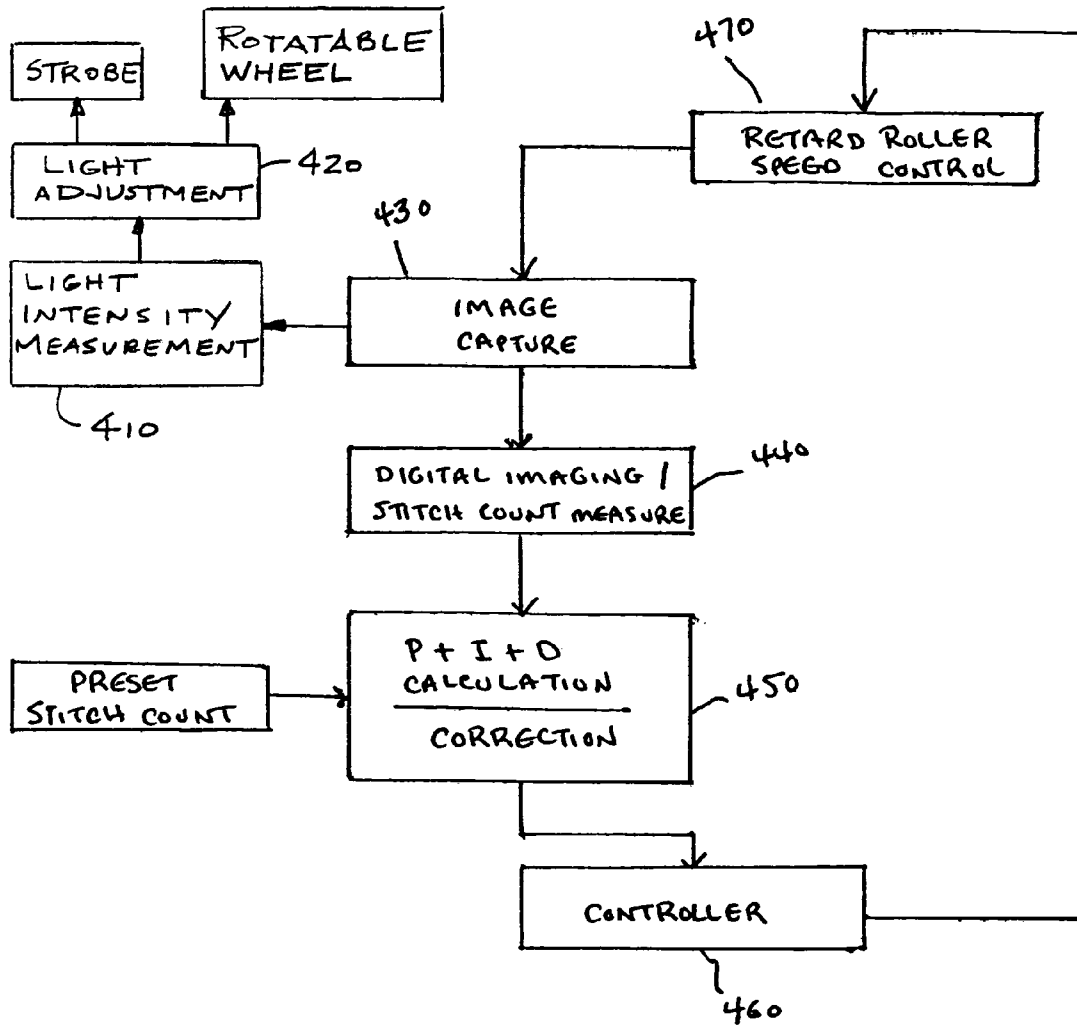 STROBE
ROTATABLE
WHEEL
470
LIGHT
ADJUSTMENT
420
RETARD ROLLER
SPEED CONTROL
430
LIGHT
INTENSITY
MEASUREMENT
IMAGE
CAPTURE
410
DIGITAL IMAGING /
STITCH COUNT MEASURE
440
P + I + D
CALCULATION
CORRECTION
450
PRESET
STITCH COUNT
CONTROLLER
460